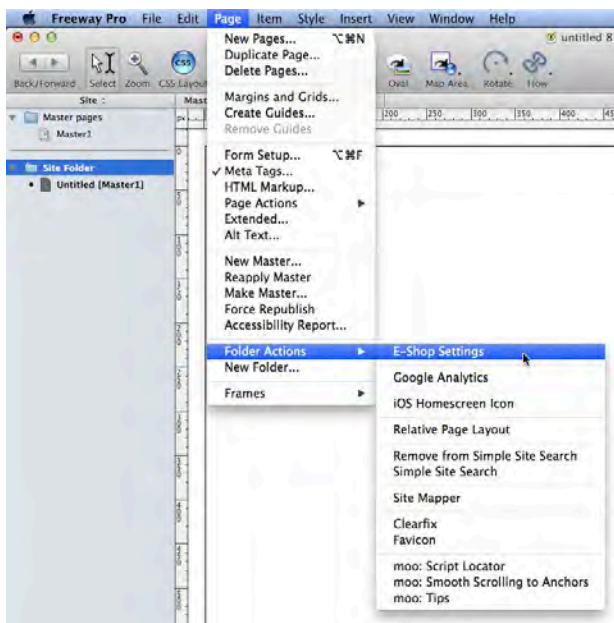 Freeway Pro File Edit Page Item Style Insert View Window Help
untitled 8
Back/Forward Select Zoom CSS Layout
Oval Map Area Rotate Flow
Site :
Master pages
Master1
Site Folder
• Untitled (Master1)
Mast
px
200 250 300 350 400 45
New Pages... ⌥⌘N
Duplicate Page...
Delete Pages...
Margins and Grids...
Create Guides...
Remove Guides
Form Setup... ⌥⌘F
✓ Meta Tags...
HTML Markup...
Page Actions
Extended...
Alt Text...
New Master...
Reapply Master
Make Master...
Force Republish
Accessibility Report...
Folder Actions
New Folder...
Frames
E-Shop Settings
Google Analytics
iOS Homescreen Icon
Relative Page Layout
Remove from Simple Site Search
Simple Site Search
Site Mapper
Clearfix
Favicon
moo: Script Locator
moo: Smooth Scrolling to Anchors
moo: Tips